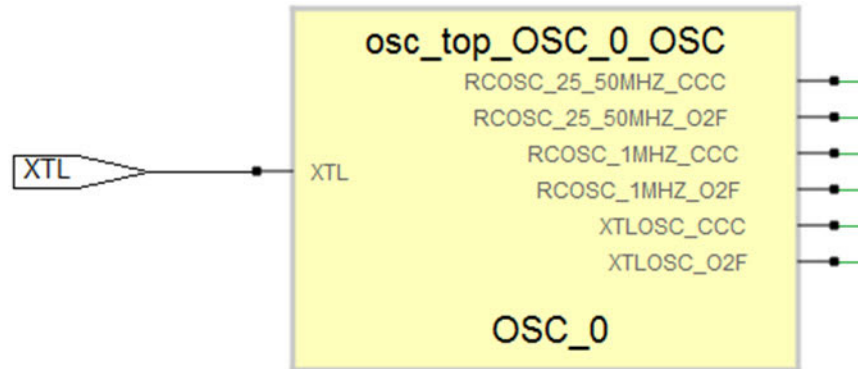 osc_top_OSC_0_OSC
RCOSC_25_50MHZ_CCC
RCOSC_25_50MHZ_O2F
RCOSC_1MHZ_CCC
XTL
XTL
RCOSC_1MHZ_O2F
XTLOSC_CCC
XTLOSC_O2F
OSC_0